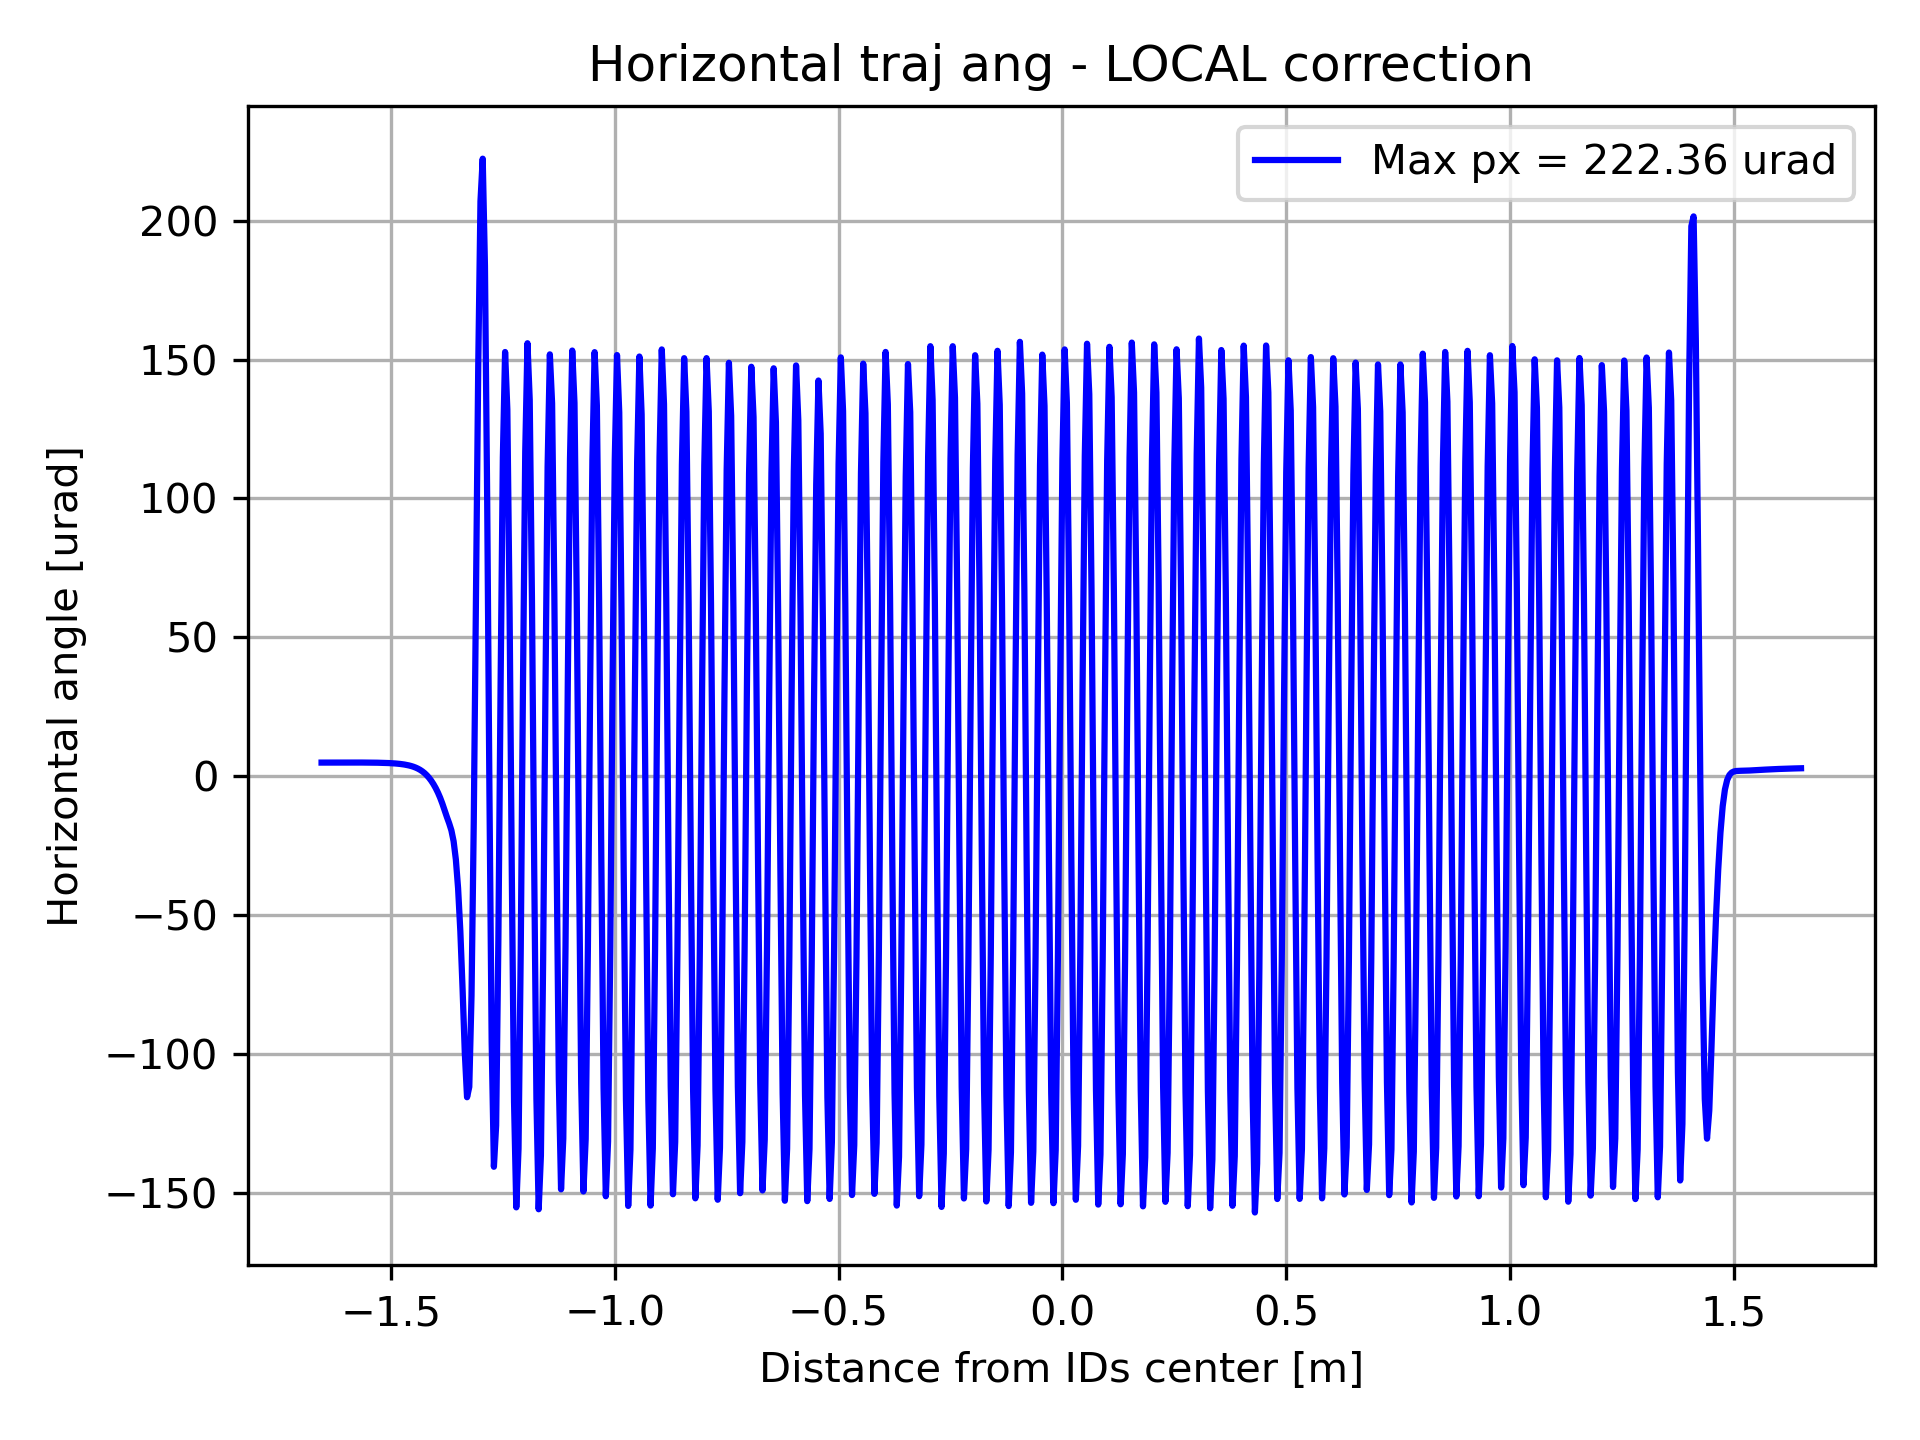 Horizontal traj ang - LOCAL correction
Max px = 222.36 urad
Horizontal angle [urad]
200
150
100
50
0
−50
−100
−150
−1.5 −1.0 −0.5 0.0 0.5 1.0 1.5
Distance from IDs center [m]